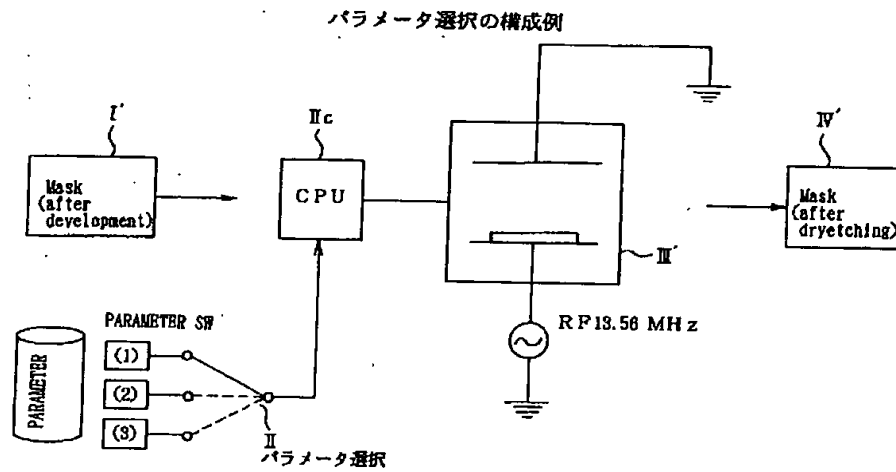 パラメータ選択の構成例
I'
IIc
IV'
Mask
(after
development)
CPU
Mask
(after
dryetching)
III'
PARAMETER SW
RF13.56 MHz
PARAMETER
(1)
(2)
(3)
II
パラメータ選択